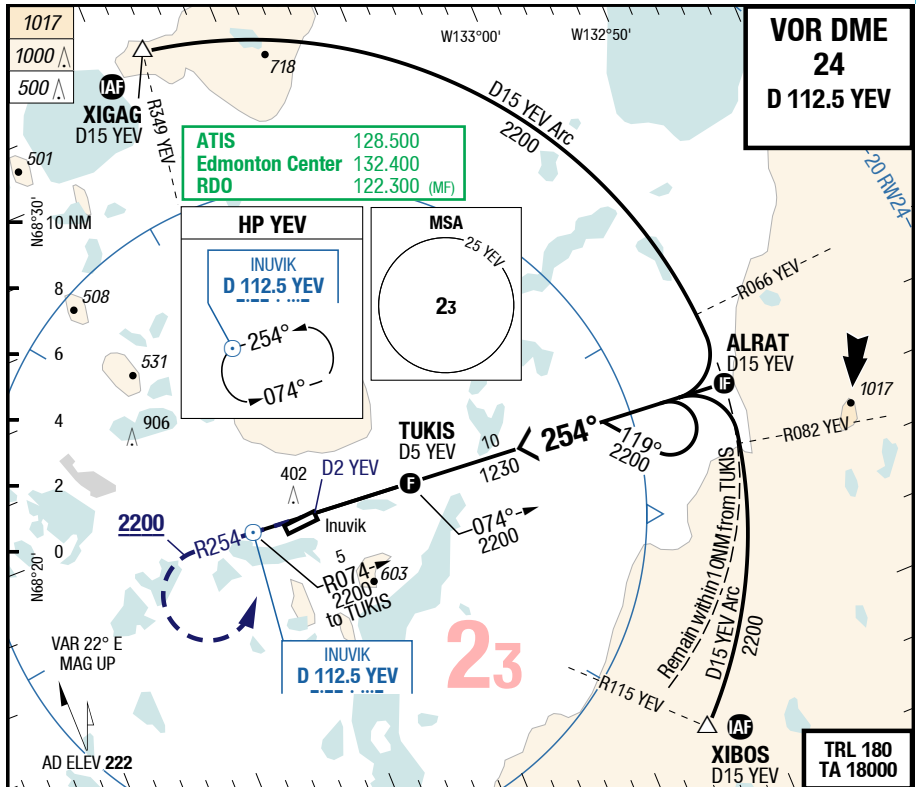 1017
1000
500
W133°00'
W132°50'
VOR DME
24
D 112.5 YEV
718
IAF
XIGAG
D15 YEV
R349 YEV
D15 YEV Arc
2200
ATIS 128.500
Edmonton Center 132.400
RDO 122.300 (MF)
501
N68°30'
10 NM
20 RW24
HP YEV
INUVIK
D 112.5 YEV
254°
074°
MSA
25 YEV
23
R066 YEV
8
508
6
531
ALRAT
D15 YEV
IF
1017
4
906
TUKIS
D5 YEV
F
10
1230
254°
119°
2200
R082 YEV
402
D2 YEV
2
2200
R254
Inuvik
074°
2200
0
N68°20'
5
R074
2200
to TUKIS
603
Remain within 10NM from TUKIS
D15 YEV Arc
2200
INUVIK
D 112.5 YEV
23
VAR 22° E
MAG UP
R115 YEV
IAF
XIBOS
D15 YEV
AD ELEV 222
TRL 180
TA 18000